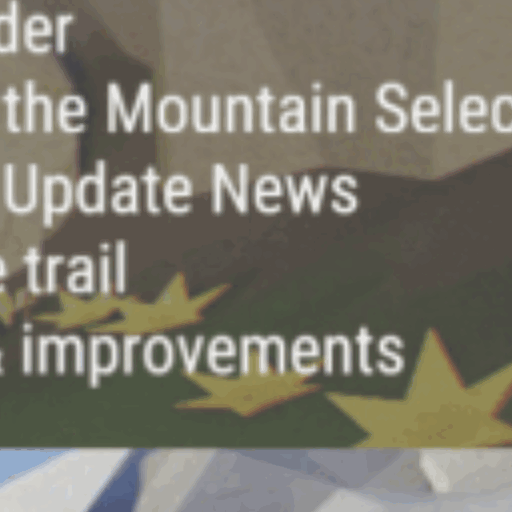 der
the Mountain Selec
Update News
e trail
& improvements